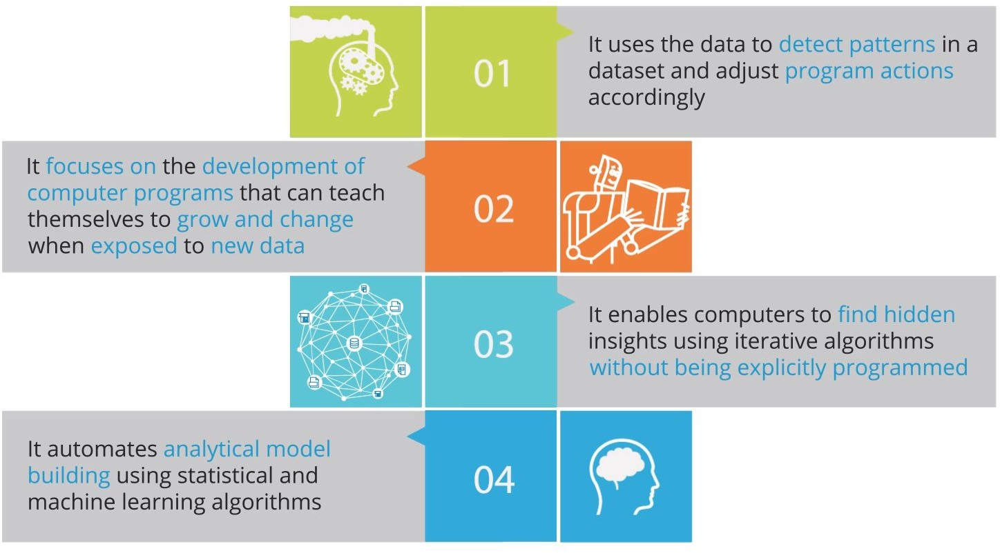 01
It uses the data to detect patterns in a
dataset and adjust program actions
accordingly
It focuses on the development of
computer programs that can teach
themselves to grow and change
when exposed to new data
02
03
It enables computers to find hidden
insights using iterative algorithms
without being explicitly programmed
It automates analytical model
building using statistical and
machine learning algorithms
04